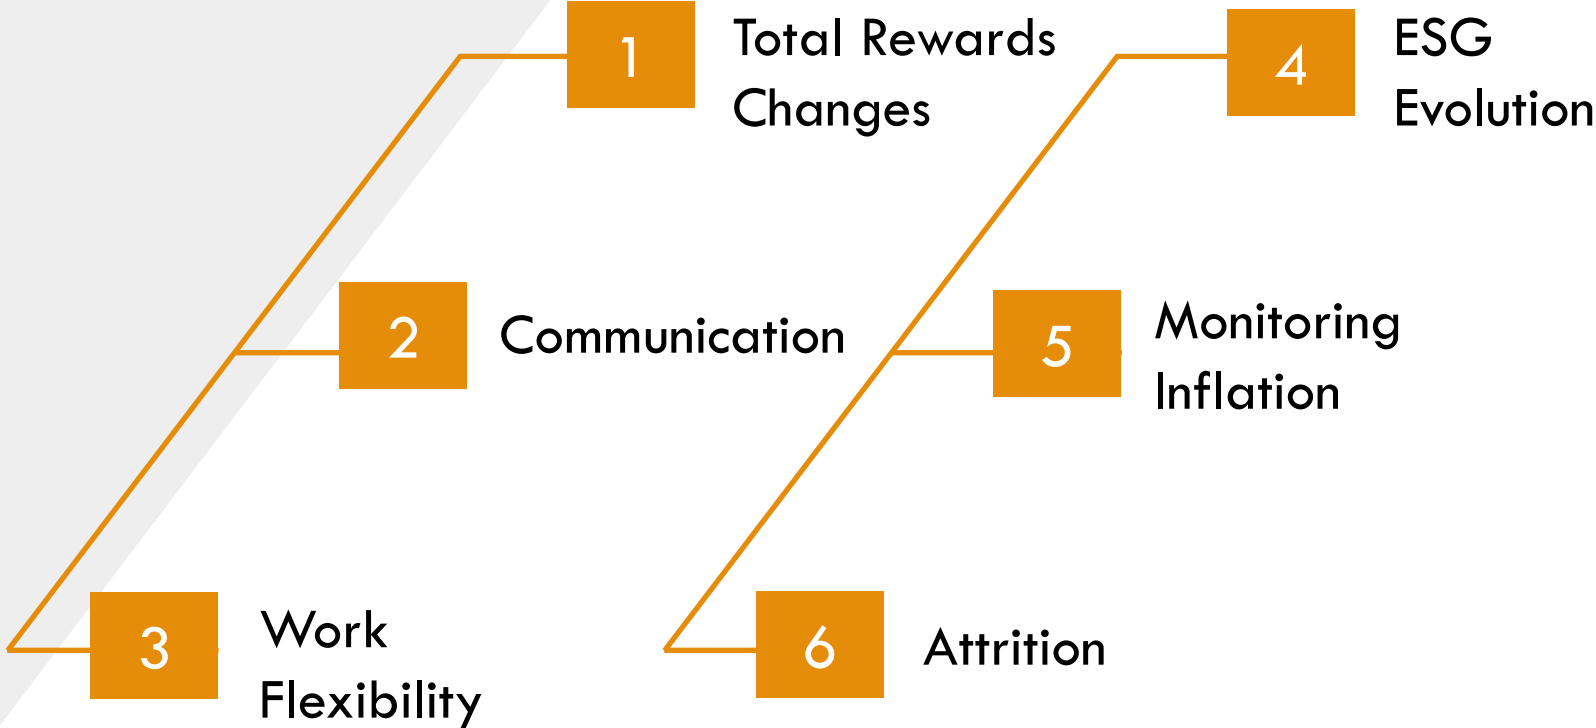 1
Total Rewards
Changes
2
Communication
3
Work
Flexibility
4
ESG
Evolution
5
Monitoring
Inflation
6
Attrition